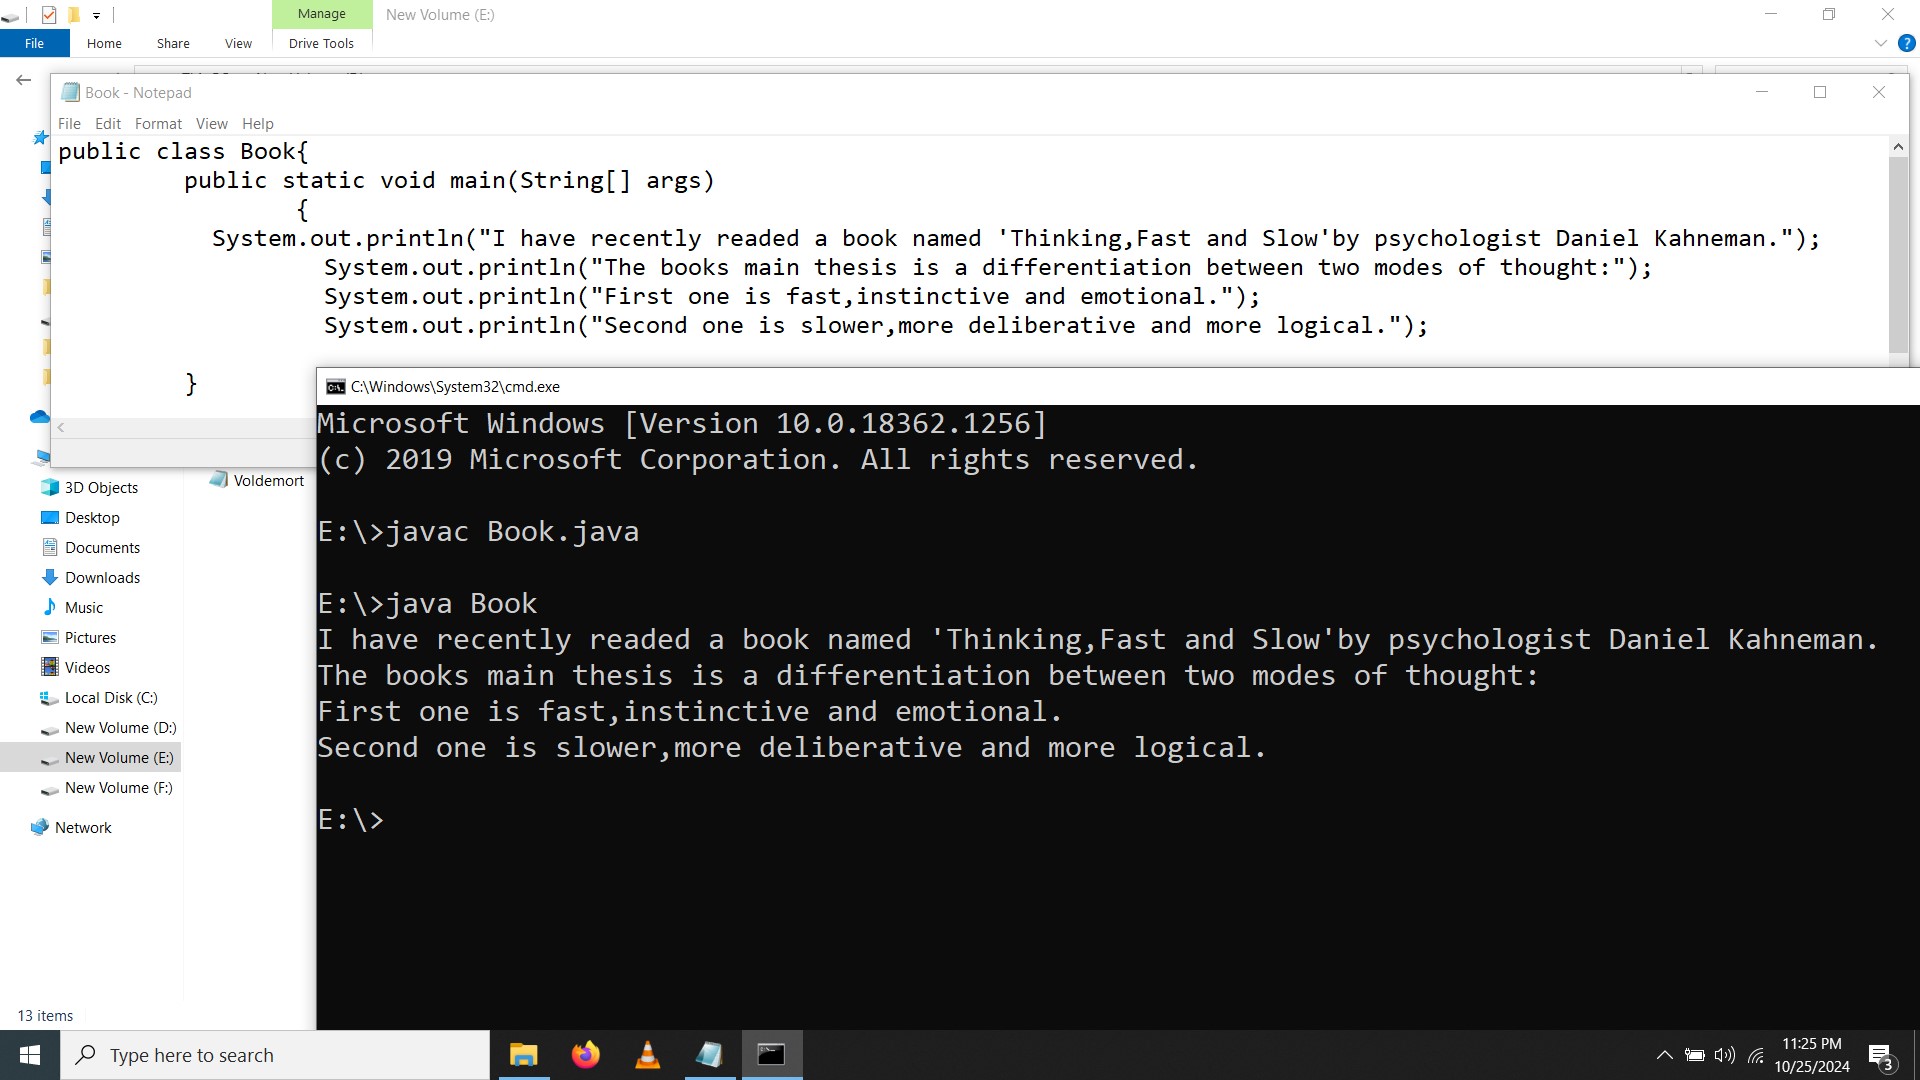 Manage
New Volume (E:)
File
Home
Share
View
Drive Tools
Book - Notepad
File Edit Format View Help
public class Book{
public static void main(String[] args)
{
System.out.println("I have recently readed a book named 'Thinking,Fast and Slow'by psychologist Daniel Kahneman.");
System.out.println("The books main thesis is a differentiation between two modes of thought:");
System.out.println("First one is fast,instinctive and emotional.");
System.out.println("Second one is slower,more deliberative and more logical.");
}
C:\Windows\System32\cmd.exe
Microsoft Windows [Version 10.0.18362.1256]
(c) 2019 Microsoft Corporation. All rights reserved.
E:\>javac Book.java
E:\>java Book
I have recently readed a book named 'Thinking,Fast and Slow'by psychologist Daniel Kahneman.
The books main thesis is a differentiation between two modes of thought:
First one is fast,instinctive and emotional.
Second one is slower,more deliberative and more logical.
E:\>
Voldemort
3D Objects
Desktop
Documents
Downloads
Music
Pictures
Videos
Local Disk (C:)
New Volume (D:)
New Volume (E:)
New Volume (F:)
Network
13 items
Type here to search
11:25 PM
10/25/2024
3